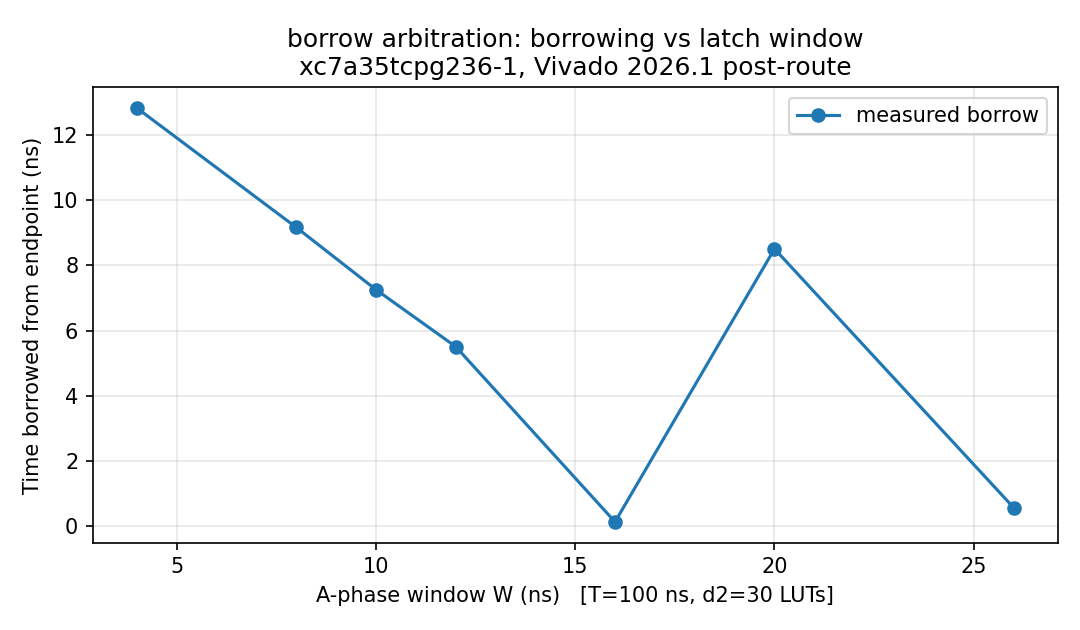 borrow arbitration: borrowing vs latch window
xc7a35tcpg236-1, Vivado 2026.1 post-route
measured borrow
Time borrowed from endpoint (ns)
12
10
8
6
4
2
0
5
10
15
20
25
A-phase window W (ns)   [T=100 ns, d2=30 LUTs]